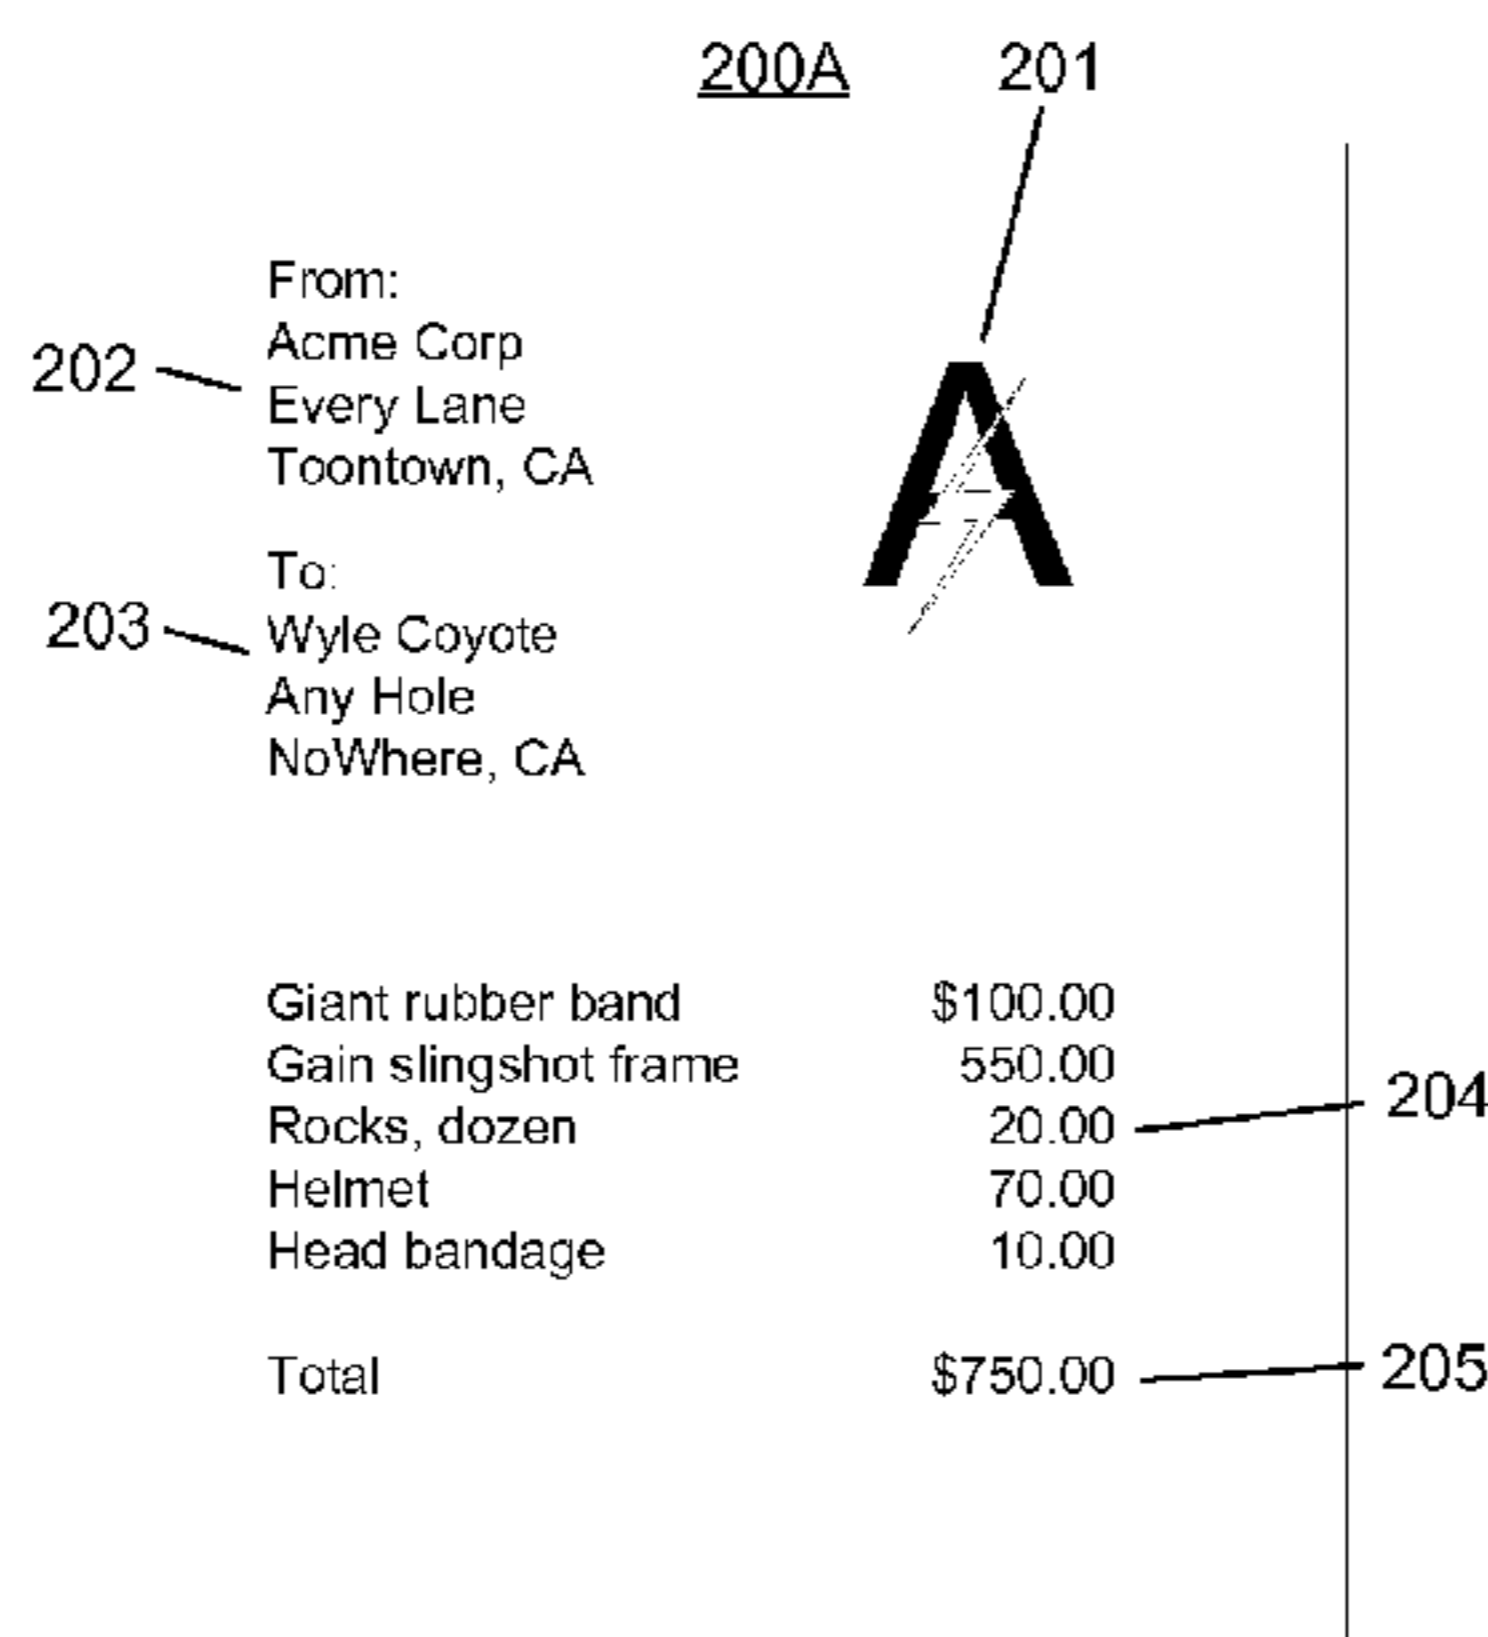 200A 201
From:
Acme Corp
202
Every Lane
Toontown, CA
A
To:
203
Wyle Coyote
Any Hole
NoWhere, CA
Giant rubber band $100.00
Gain slingshot frame 550.00
Rocks, dozen 20.00 204
Helmet 70.00
Head bandage 10.00
Total $750.00 205